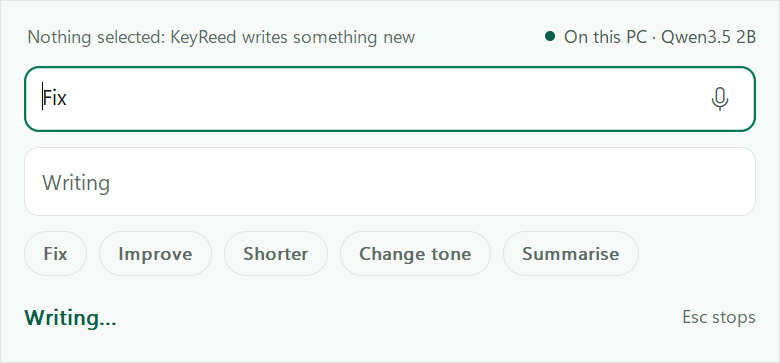 Nothing selected: KeyReed writes something new
On this PC · Qwen3.5 2B
Fix
Writing
Fix
Improve
Shorter
Change tone
Summarise
Writing...
Esc stops